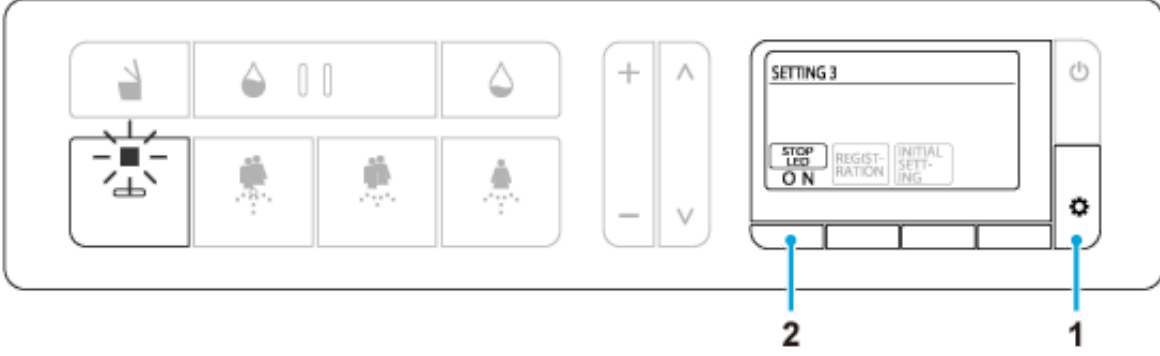 +
SETTING 3
STOP
LED
REGIST-
RATION
INITIAL
SETT-
ING
ON
−
2
1